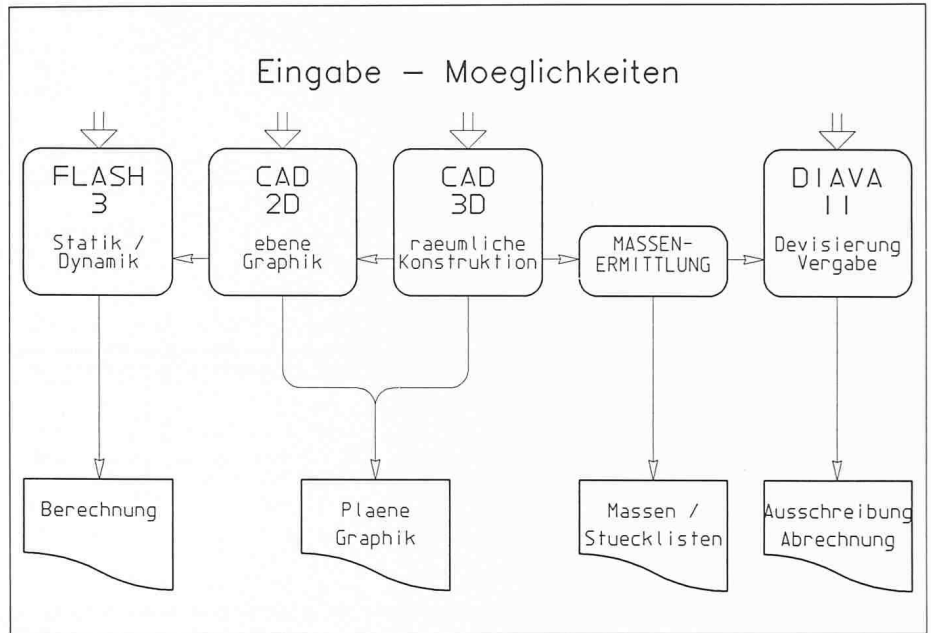 Eingabe – Moeglichkeiten
FLASH
3
Statik /
Dynamik
CAD
2D
ebene
Graphik
CAD
3D
raeumliche
Konstruktion
MASSEN-
ERMITTLUNG
DIAVA
II
Devisierung
Vergabe
Berechnung
Plaene
Graphik
Massen /
Stuecklisten
Ausschreibung
Abrechnung